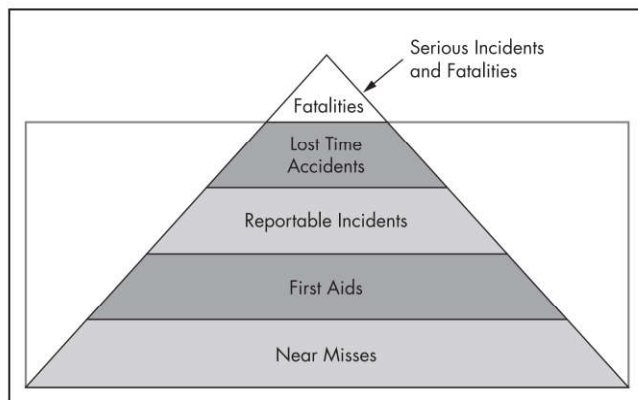 Serious Incidents
and Fatalities
Fatalities
Lost Time
Accidents
Reportable Incidents
First Aids
Near Misses